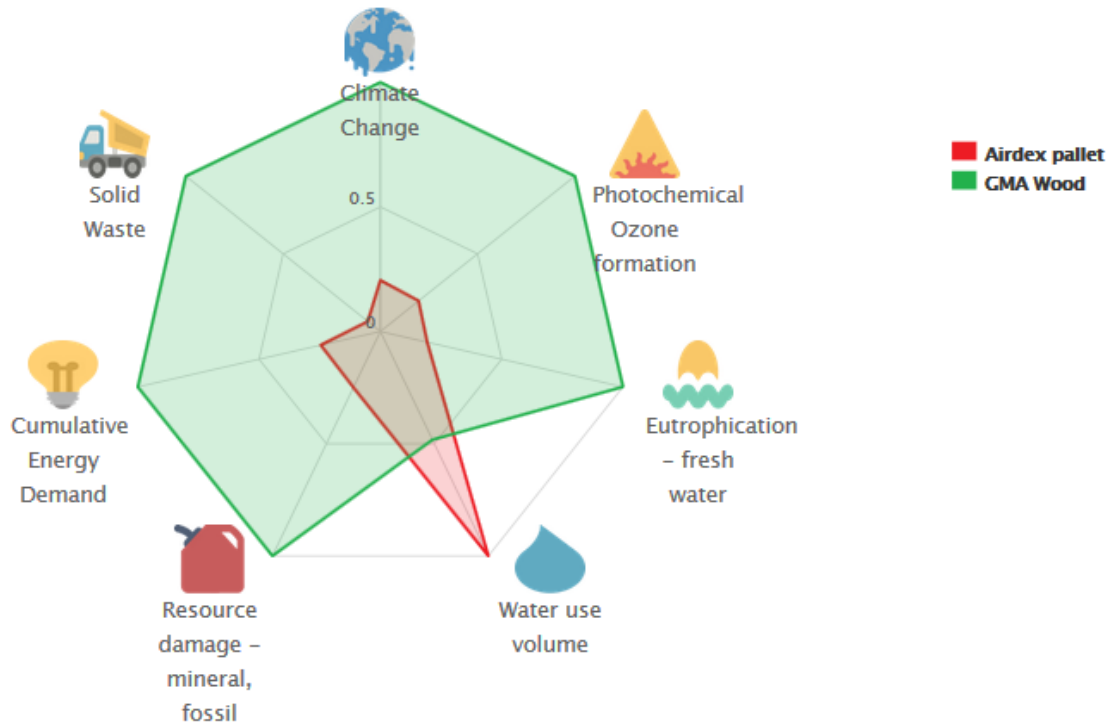 Climate
Change
Photochemical
Ozone
formation
Eutrophication
– fresh
water
Water use
volume
Resource
damage –
mineral,
fossil
Cumulative
Energy
Demand
Solid
Waste
0.5
0
Airdex pallet
GMA Wood